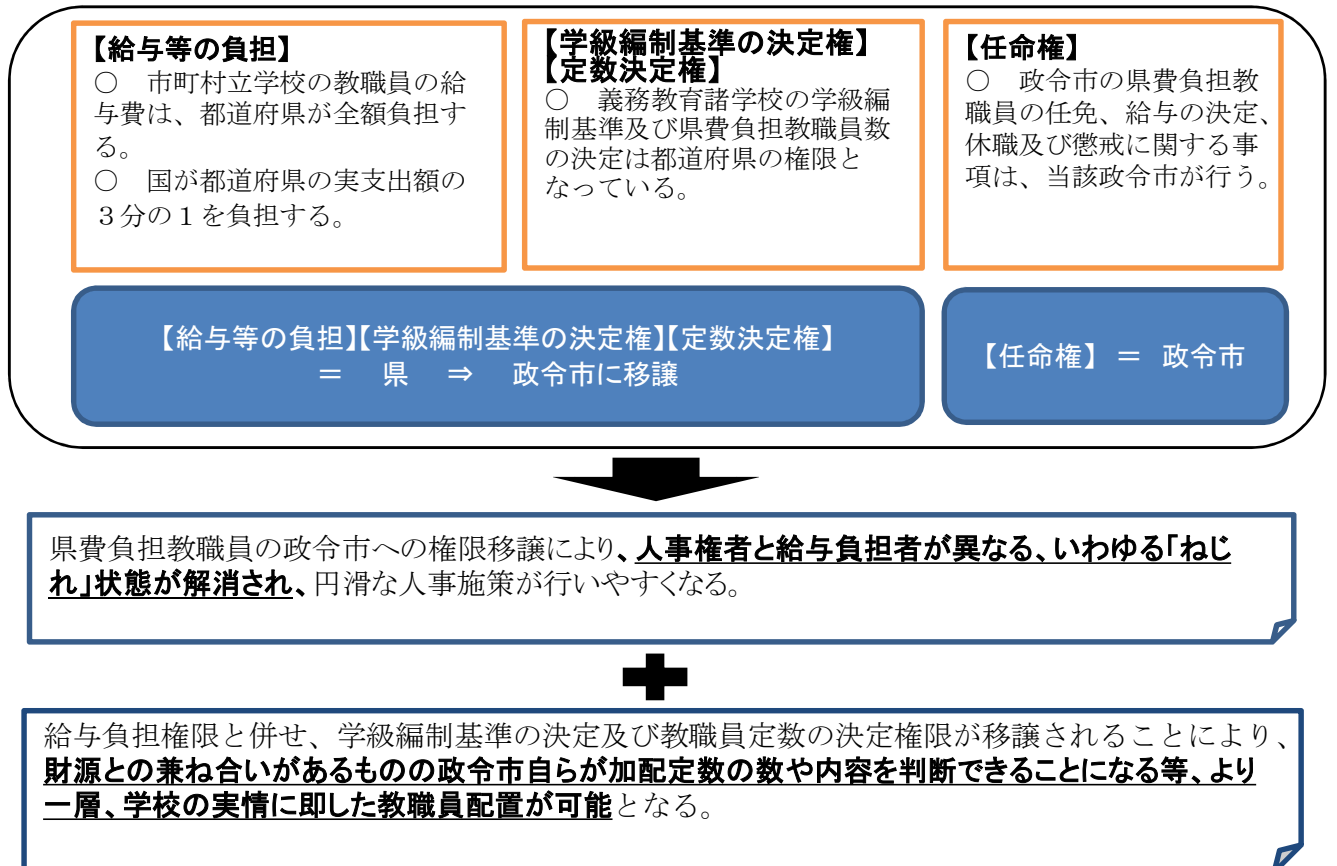 【給与等の負担】
○　市町村立学校の教職員の給
与費は、都道府県が全額負担す
る。
○　国が都道府県の実支出額の
３分の１を負担する。
【学級編制基準の決定権】
【定数決定権】
○　義務教育諸学校の学級編
制基準及び県費負担教職員数
の決定は都道府県の権限と
なっている。
【任命権】
○　政令市の県費負担教
職員の任免、給与の決定、
休職及び懲戒に関する事
項は、当該政令市が行う。
【給与等の負担】【学級編制基準の決定権】【定数決定権】
＝　県　⇒　政令市に移譲
【任命権】 ＝ 政令市
県費負担教職員の政令市への権限移譲により、人事権者と給与負担者が異なる、いわゆる「ねじ
れ」状態が解消され、円滑な人事施策が行いやすくなる。
給与負担権限と併せ、学級編制基準の決定及び教職員定数の決定権限が移譲されることにより、
財源との兼ね合いがあるものの政令市自らが加配定数の数や内容を判断できることになる等、より
一層、学校の実情に即した教職員配置が可能となる。